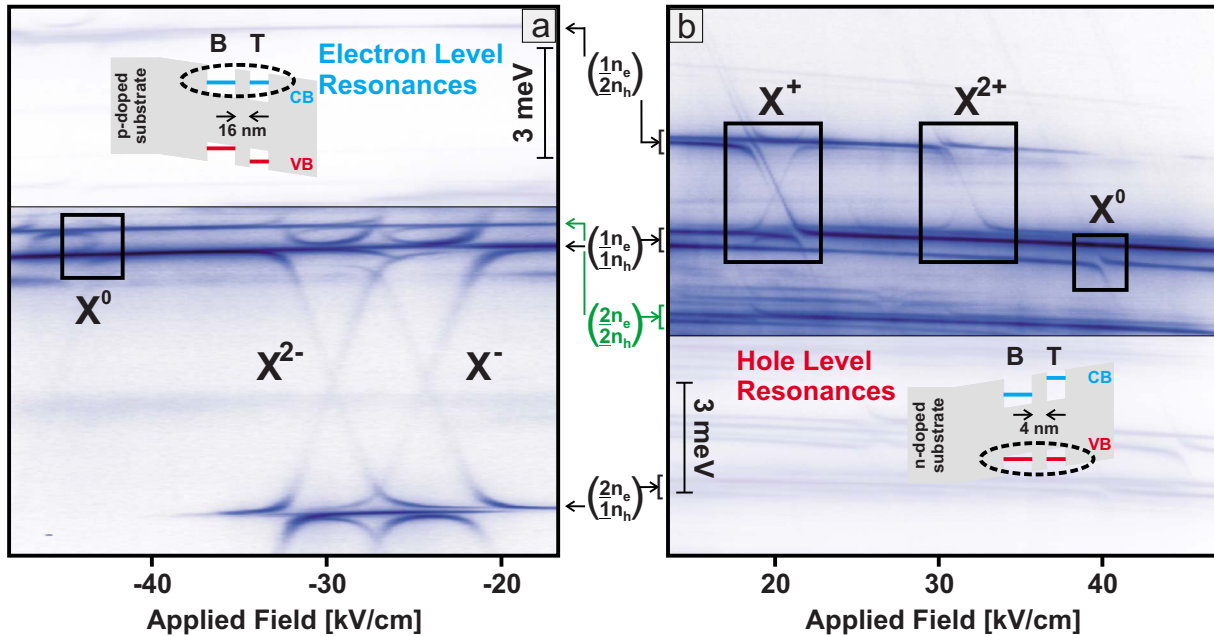 a
B T
Electron Level
Resonances
p-doped
substrate
CB
16 nm
VB
3 meV
X⁰
X²⁻
X⁻
-40
-30
-20
Applied Field [kV/cm]
(1nₑ
2nₕ)
(1nₑ
1nₕ)
(2nₑ
2nₕ)
(2nₑ
1nₕ)
b
X⁺
X²⁺
X⁰
Hole Level
Resonances
B T
CB
4 nm
VB
n-doped
substrate
3 meV
20
30
40
Applied Field [kV/cm]